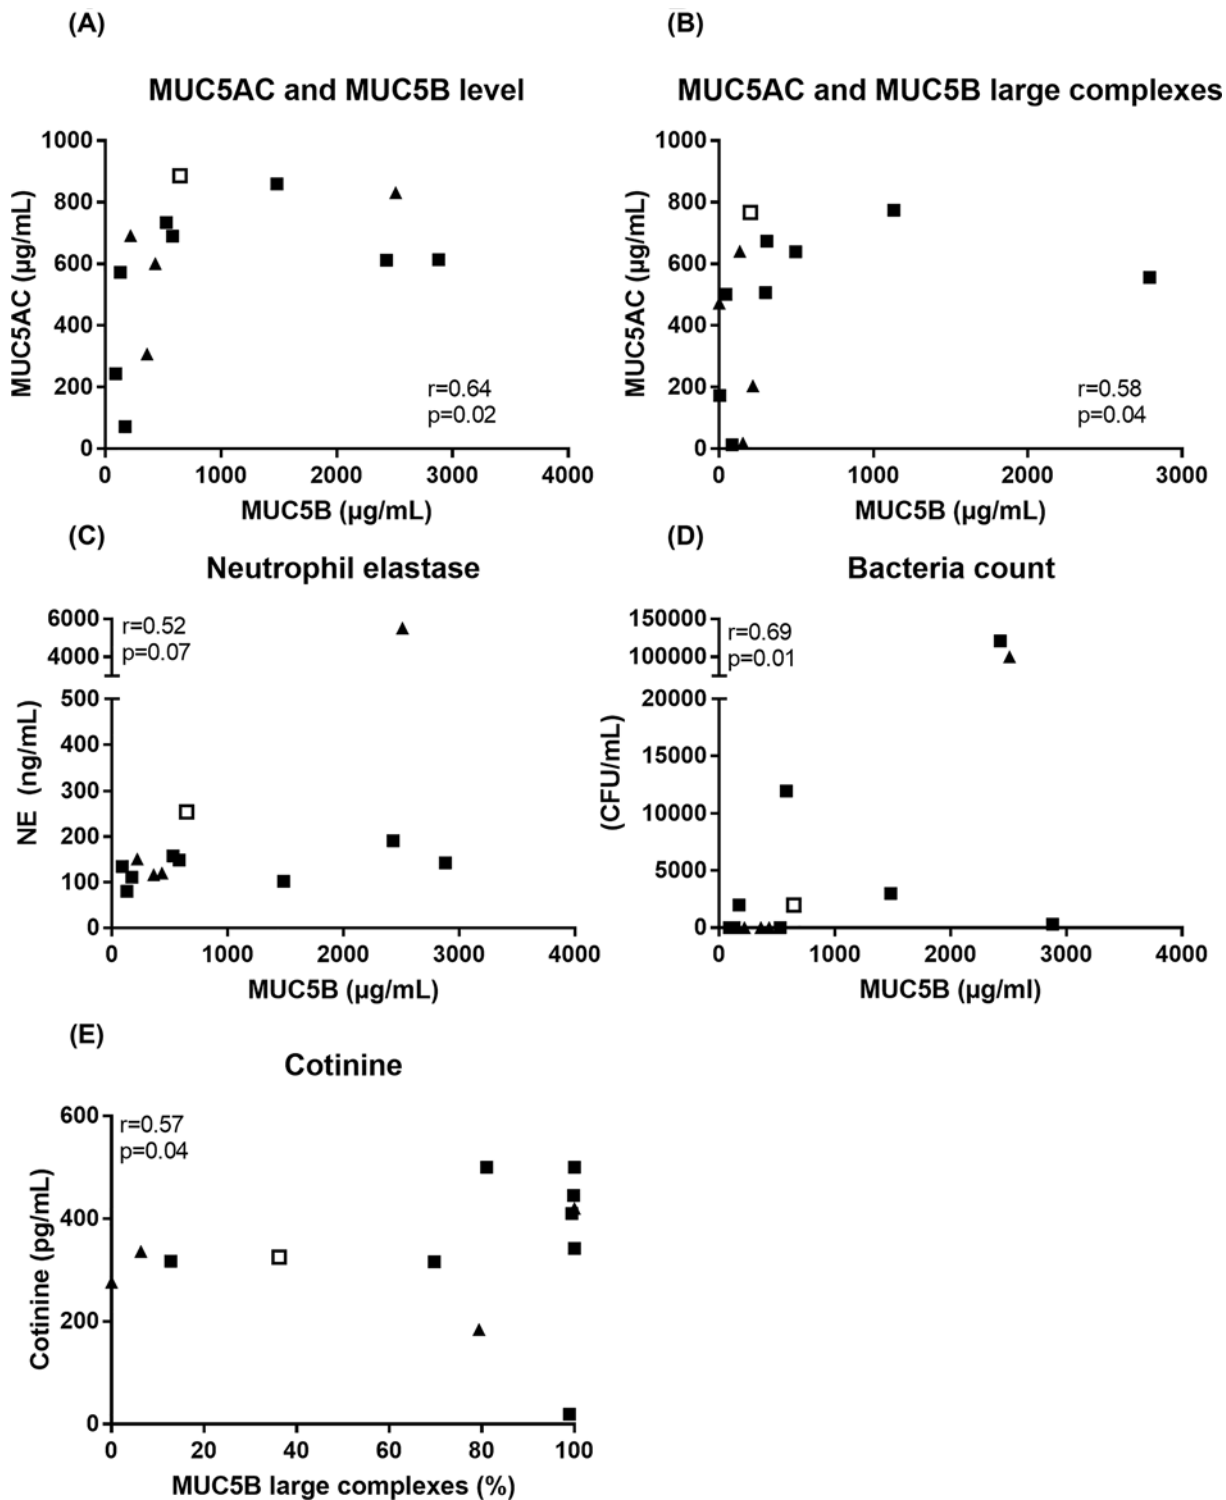 (A)
MUC5AC and MUC5B level
1000
800
600
400
200
0
MUC5AC (µg/mL)
r=0.64
p=0.02
0 1000 2000 3000 4000
MUC5B (µg/mL)
(B)
MUC5AC and MUC5B large complexes
1000
800
600
400
200
0
MUC5AC (µg/mL)
r=0.58
p=0.04
0 1000 2000 3000
MUC5B (µg/mL)
(C)
Neutrophil elastase
6000
4000
500
400
300
200
100
0
NE (ng/mL)
r=0.52
p=0.07
0 1000 2000 3000 4000
MUC5B (µg/mL)
(D)
Bacteria count
150000
100000
20000
15000
10000
5000
0
(CFU/mL)
r=0.69
p=0.01
0 1000 2000 3000 4000
MUC5B (µg/ml)
(E)
Cotinine
600
400
200
0
Cotinine (pg/mL)
r=0.57
p=0.04
0 20 40 60 80 100
MUC5B large complexes (%)